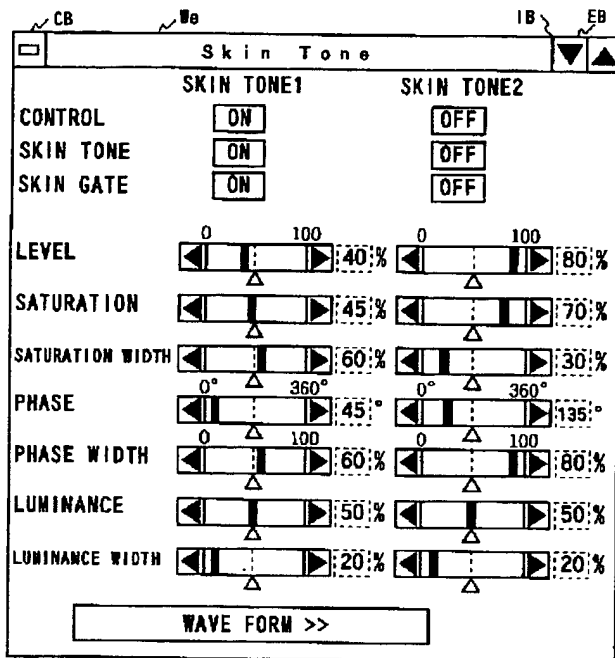 CB We IB EB
Skin Tone
SKIN TONE1 SKIN TONE2
CONTROL ON OFF
SKIN TONE ON OFF
SKIN GATE ON OFF
0 100 0 100
LEVEL 40 % 80 %
SATURATION 45 % 70 %
SATURATION WIDTH 60 % 30 %
0° 360° 0° 360°
PHASE 45 ° 135 °
0 100 0 100
PHASE WIDTH 60 % 80 %
LUMINANCE 50 % 50 %
LUMINANCE WIDTH 20 % 20 %
WAVE FORM >>